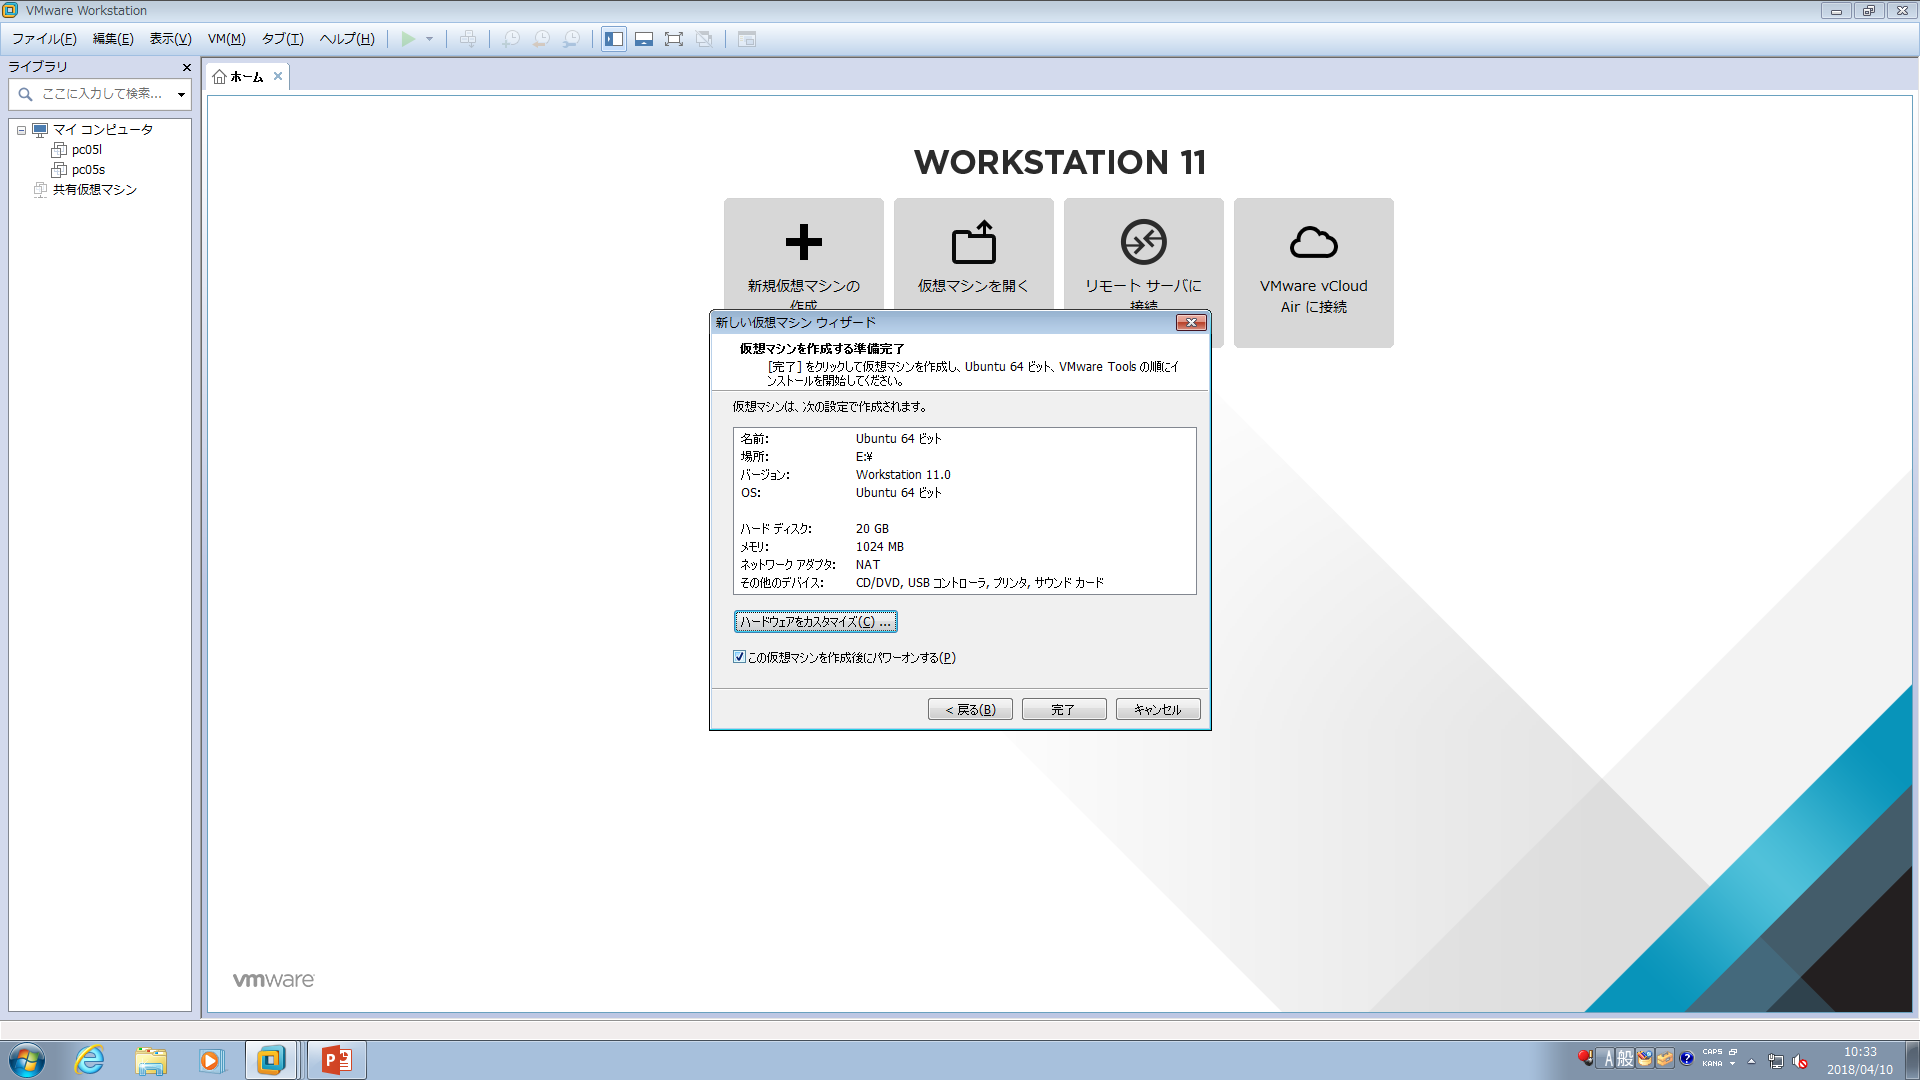 VMware Workstation
ファイル(F) 編集(E) 表示(V) VM(M) タブ(T) ヘルプ(H)
ライブラリ
ここに入力して検索...
マイ コンピュータ
pc05l
pc05s
共有仮想マシン
ホーム
WORKSTATION 11
新規仮想マシンの
作成
仮想マシンを開く
リモート サーバに
接続
VMware vCloud
Air に接続
新しい仮想マシン ウィザード
仮想マシンを作成する準備完了
[完了] をクリックして仮想マシンを作成し、Ubuntu 64 ビット、VMware Tools の順にイ
ンストールを開始してください。
仮想マシンは、次の設定で作成されます。
名前: Ubuntu 64 ビット
場所: E:¥
バージョン: Workstation 11.0
OS: Ubuntu 64 ビット
ハード ディスク: 20 GB
メモリ: 1024 MB
ネットワーク アダプタ: NAT
その他のデバイス: CD/DVD, USB コントローラ, プリンタ, サウンド カード
ハードウェアをカスタマイズ(C) ...
この仮想マシンを作成後にパワーオンする(P)
< 戻る(B) 完了 キャンセル
vmware
A 般 CAPS
KANA
10:33
2018/04/10